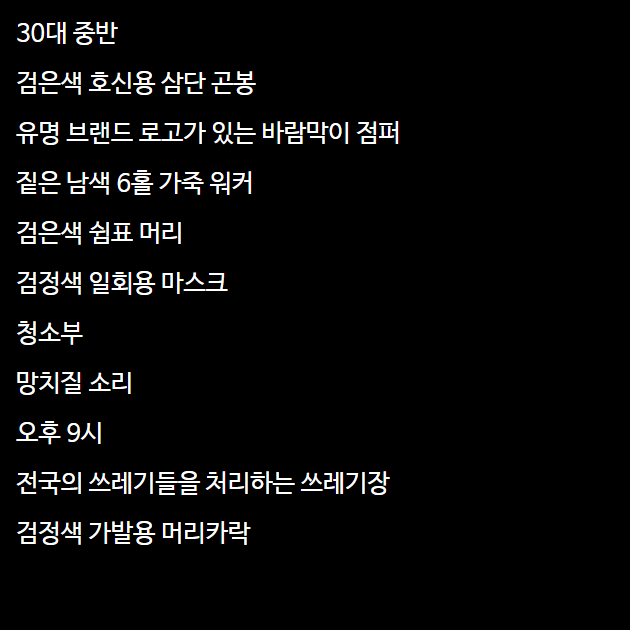 30대 중반
검은색 호신용 삼단 곤봉
유명 브랜드 로고가 있는 바람막이 점퍼
짙은 남색 6홀 가죽 워커
검은색 쉼표 머리
검정색 일회용 마스크
청소부
망치질 소리
오후 9시
전국의 쓰레기들을 처리하는 쓰레기장
검정색 가발용 머리카락